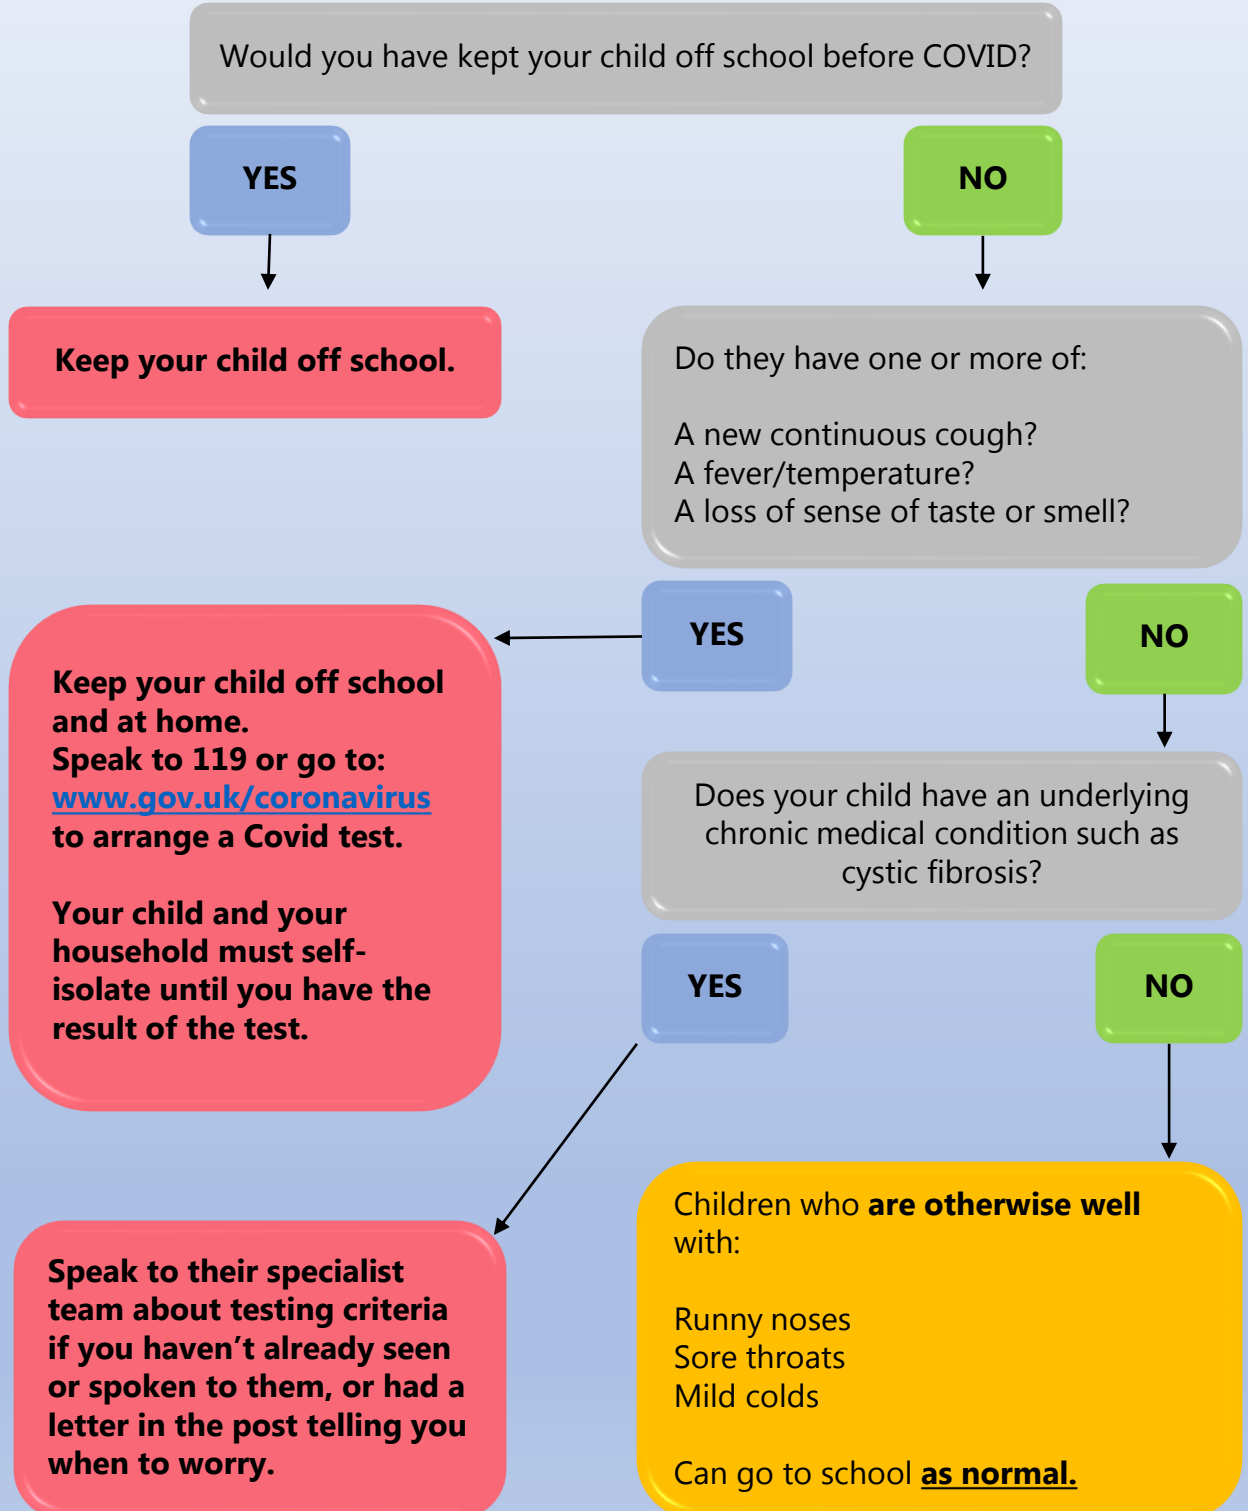 Would you have kept your child off school before COVID?
YES
NO
Keep your child off school.
Do they have one or more of:
A new continuous cough?
A fever/temperature?
A loss of sense of taste or smell?
YES
NO
Keep your child off school
and at home.
Speak to 119 or go to:
www.gov.uk/coronavirus
to arrange a Covid test.
Your child and your
household must self-
isolate until you have the
result of the test.
Does your child have an underlying
chronic medical condition such as
cystic fibrosis?
YES
NO
Speak to their specialist
team about testing criteria
if you haven’t already seen
or spoken to them, or had a
letter in the post telling you
when to worry.
Children who are otherwise well
with:
Runny noses
Sore throats
Mild colds
Can go to school as normal.